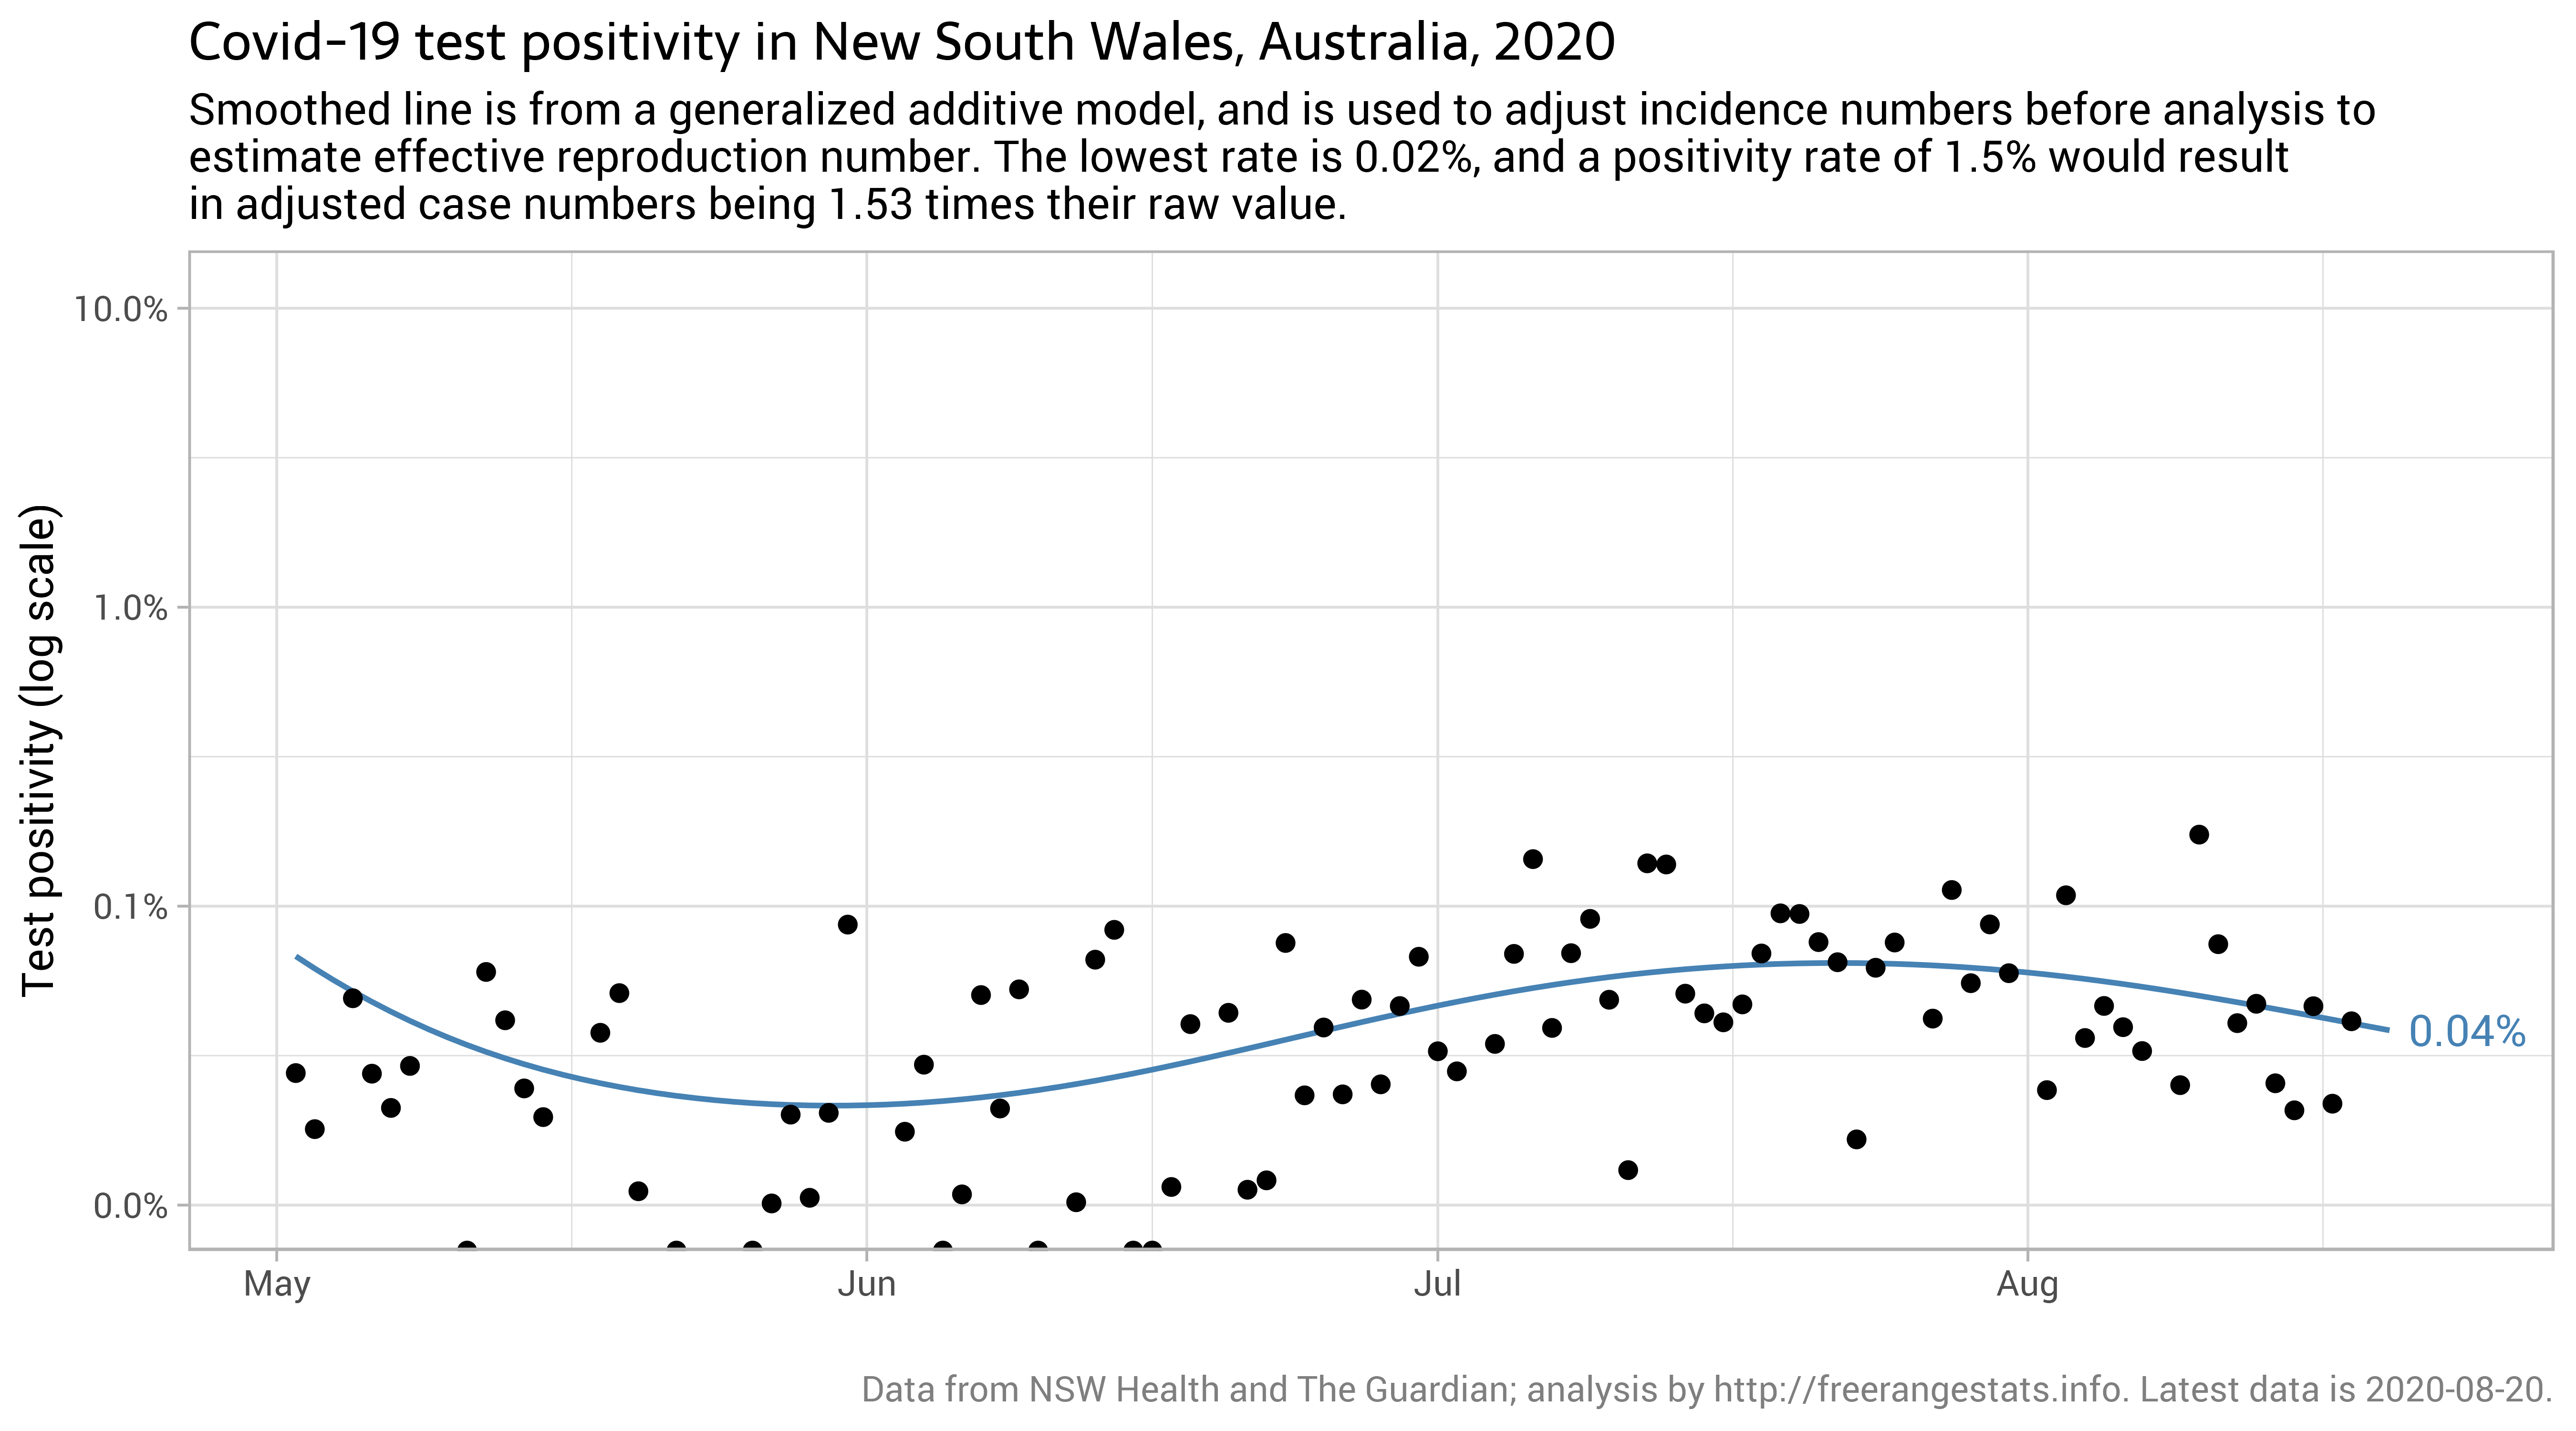 Covid-19 test positivity in New South Wales, Australia, 2020
Smoothed line is from a generalized additive model, and is used to adjust incidence numbers before analysis to
estimate effective reproduction number. The lowest rate is 0.02%, and a positivity rate of 1.5% would result
in adjusted case numbers being 1.53 times their raw value.
Test positivity (log scale)
10.0%
1.0%
0.1%
0.0%
0.04%
May Jun Jul Aug
Data from NSW Health and The Guardian; analysis by http://freerangestats.info. Latest data is 2020-08-20.